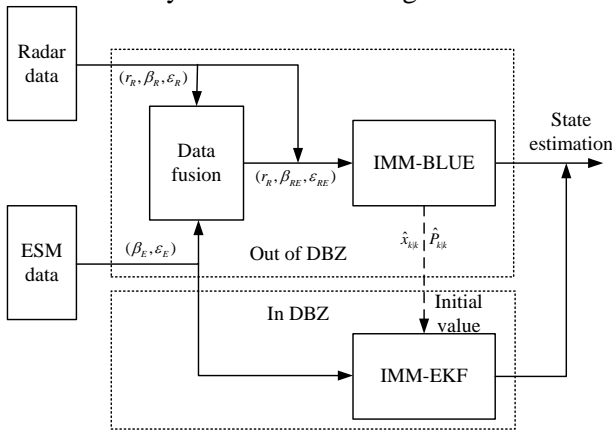 Radar
data
(r_R, β_R, ε_R)
Data
fusion
(r_R, β_RE, ε_RE)
IMM-BLUE
State
estimation
ESM
data
(β_E, ε_E)
Out of DBZ
x̂_k|k P̂_k|k
In DBZ
Initial
value
IMM-EKF